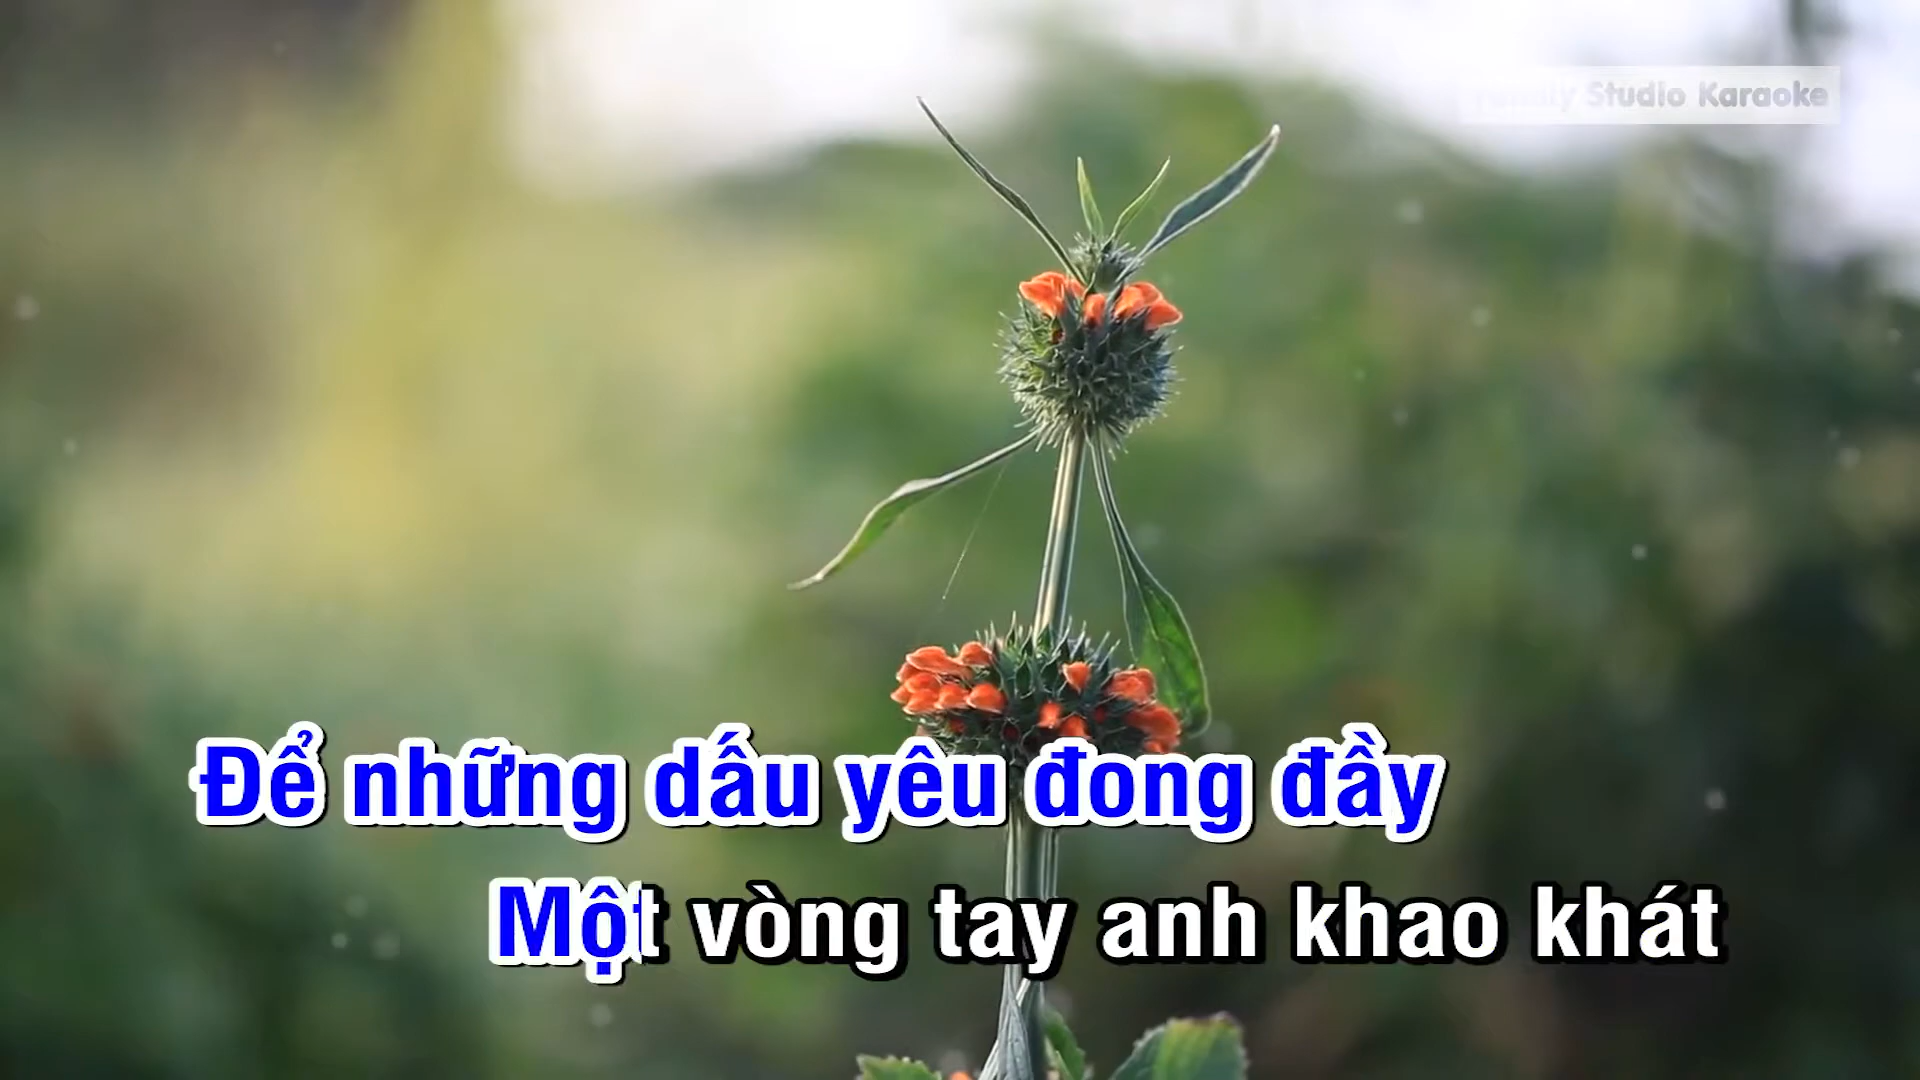 Studio Karaoke
Để những dấu yêu đong đầy
Một vòng tay anh khao khát